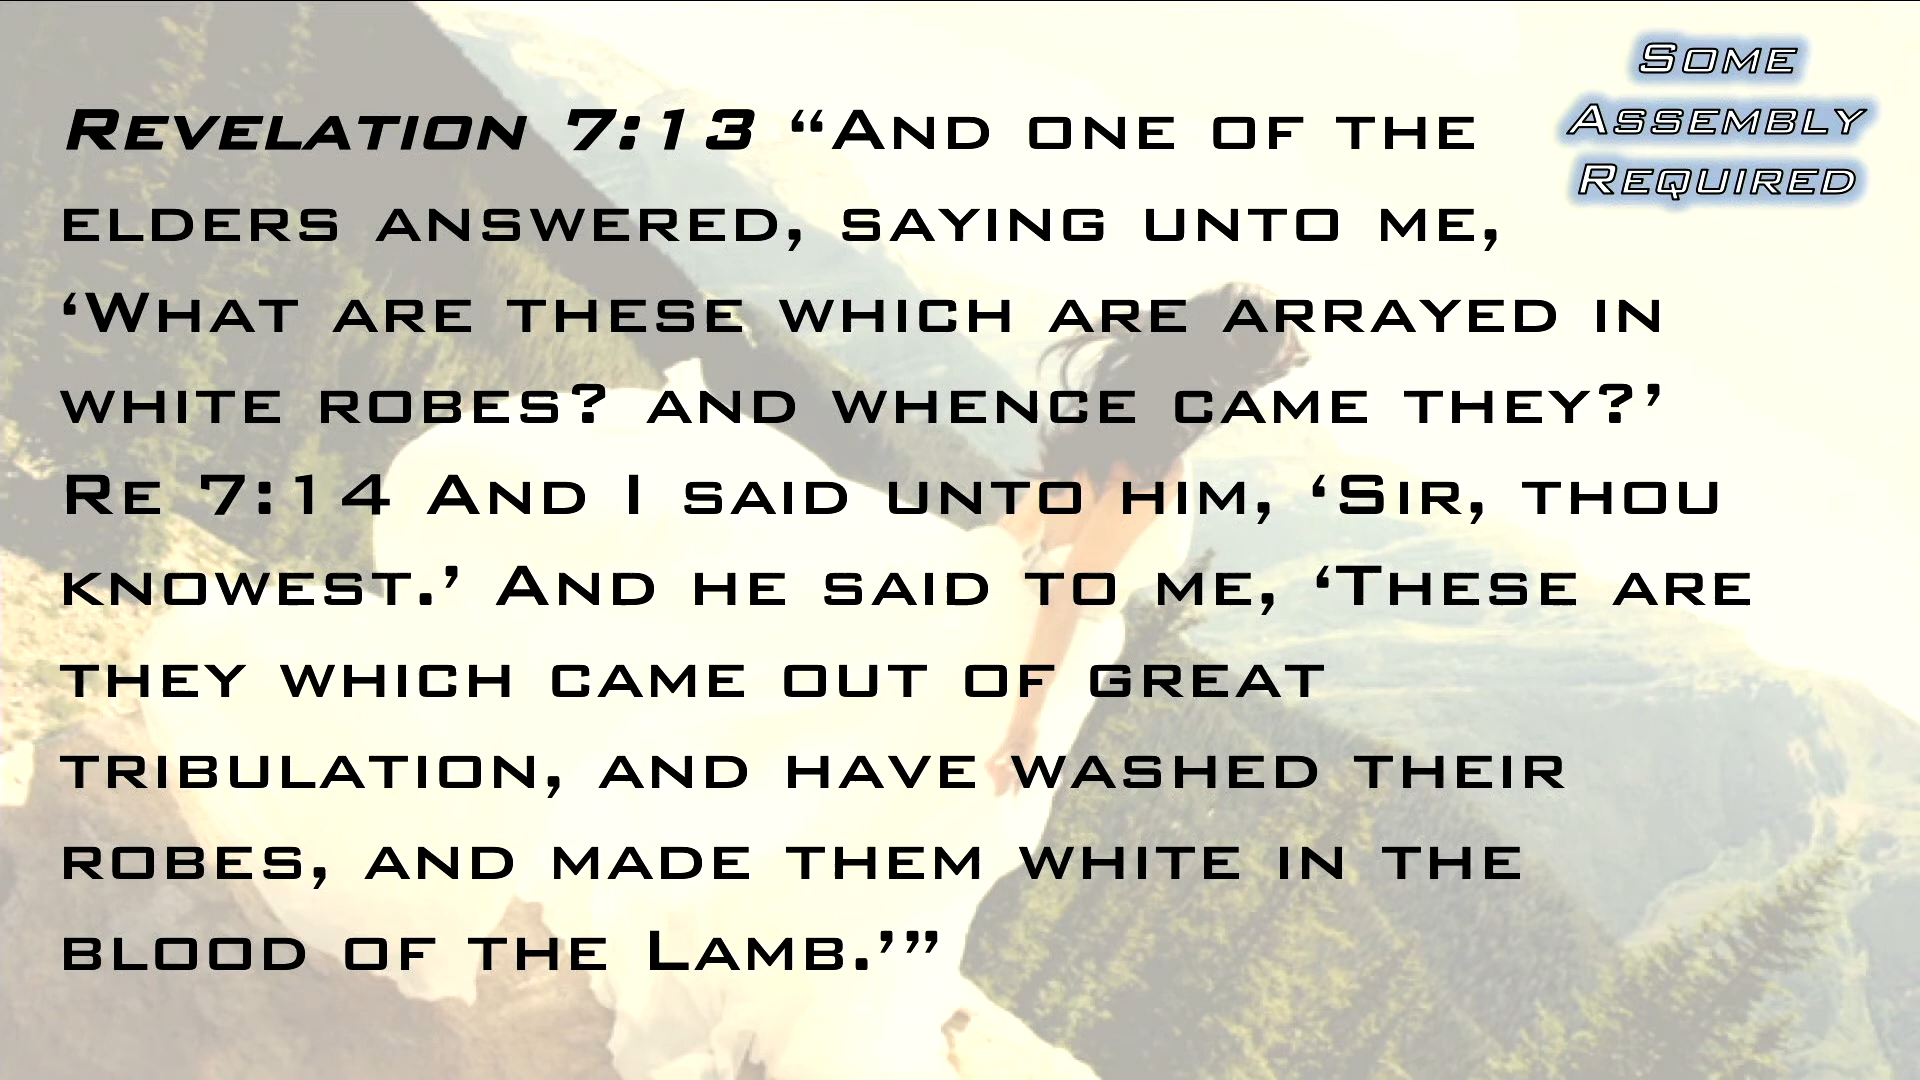 Some
Assembly
Required
Revelation 7:13 “And one of the
elders answered, saying unto me,
‘What are these which are arrayed in
white robes? and whence came they?’
Re 7:14 And I said unto him, ‘Sir, thou
knowest.’ And he said to me, ‘These are
they which came out of great
tribulation, and have washed their
robes, and made them white in the
blood of the Lamb.’”